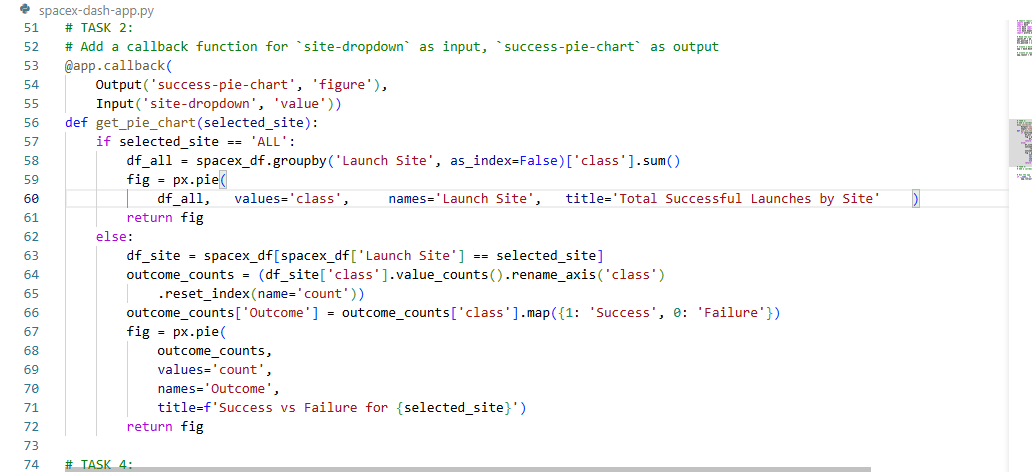 spacex-dash-app.py
51 # TASK 2:
52 # Add a callback function for `site-dropdown` as input, `success-pie-chart` as output
53 @app.callback(
54     Output('success-pie-chart', 'figure'),
55     Input('site-dropdown', 'value'))
56 def get_pie_chart(selected_site):
57     if selected_site == 'ALL':
58         df_all = spacex_df.groupby('Launch Site', as_index=False)['class'].sum()
59         fig = px.pie(
60             df_all,   values='class',     names='Launch Site',   title='Total Successful Launches by Site'    )
61         return fig
62     else:
63         df_site = spacex_df[spacex_df['Launch Site'] == selected_site]
64         outcome_counts = (df_site['class'].value_counts().rename_axis('class')
65             .reset_index(name='count'))
66         outcome_counts['Outcome'] = outcome_counts['class'].map({1: 'Success', 0: 'Failure'})
67         fig = px.pie(
68             outcome_counts,
69             values='count',
70             names='Outcome',
71             title=f'Success vs Failure for {selected_site}')
72         return fig
73
74 # TASK 4: